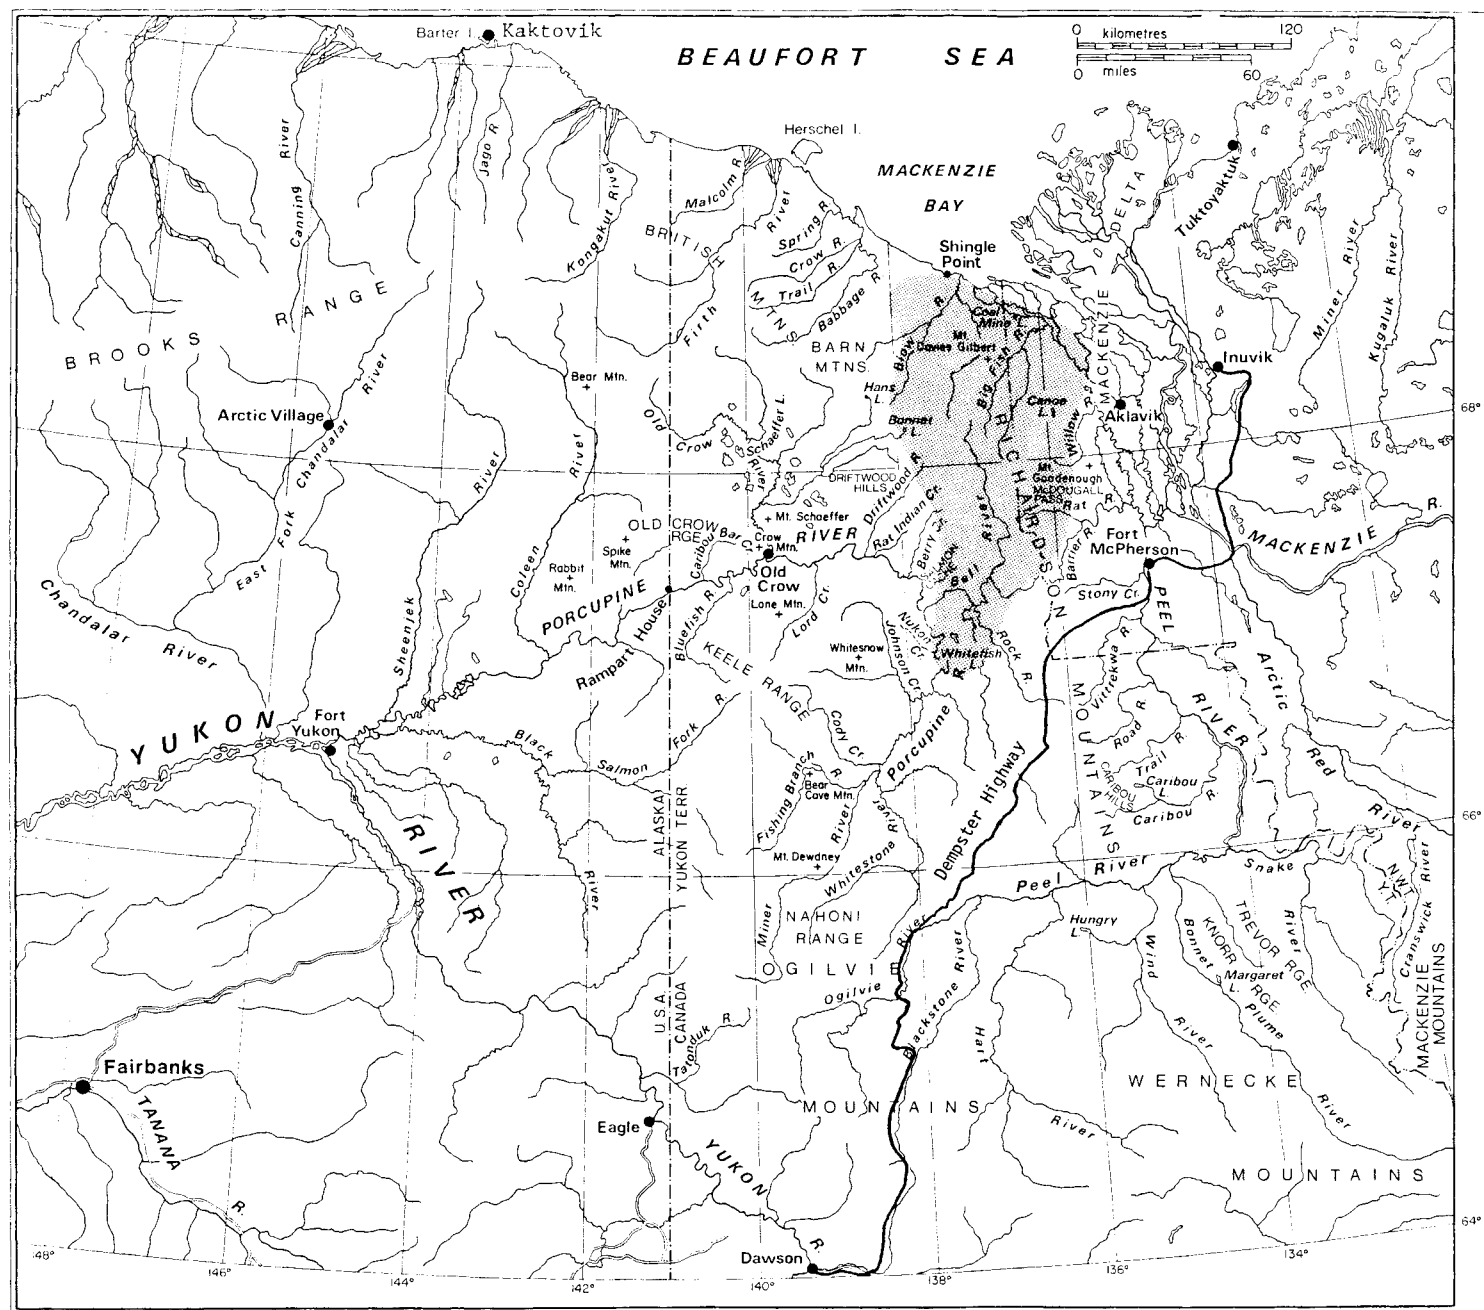 Barter I.
Kaktovik
BEAUFORT SEA
0 kilometres 120
0 miles 60
Herschel I.
MACKENZIE
BAY
Shingle
Point
Tuktoyaktuk
DELTA
MACKENZIE
Canning River
Jago R
Kongakut River
Malcolm R
BRITISH
MTNS
Firth River
Spring R.
Crow R.
Trail R.
Babbage R
BARN
MTNS.
Blow R.
Coal
Mine L.
Mt.
Davies Gilbert
Big Fish R.
Hans
L.
Bonnet
L.
Canoe
L.
Willow R.
Aklavik
Inuvik
Miner River
Kugaluk River
BROOKS RANGE
Arctic Village
East Fork Chandalar River
Chandalar River
Bear Mtn.
Old Crow River
Schaeffer L.
68°
DRIFTWOOD
HILLS
Driftwood R.
Mt.
Goodenough
McDOUGALL
PASS
Rat R.
RICHARDSON
MOUNTAINS
Mt. Schaeffer
OLD CROW
RGE
Spike
Mtn.
Caribou Bar Cr.
Crow
Mtn.
Old
Crow
PORCUPINE RIVER
Rat Indian Cr.
Berry Cr.
Bell River
Barrier R.
Fort
McPherson
MACKENZIE R.
Stony Cr.
PEEL RIVER
Rabbit
Mtn.
Coleen River
Sheenjek River
Rampart House
Bluefish R.
Lone Mtn.
Lord Cr.
KEELE RANGE
Whitesnow
Mtn.
Johnson Cr.
Nukon Cr.
Whitefish
L.
Rock R.
Vittrekwa R.
Arctic Red River
Road R.
Trail R.
CARIBOU
HILLS
Caribou
L.
Caribou R.
66°
YUKON RIVER
Fort
Yukon
Black River
Salmon Fork R.
Cody Cr.
Porcupine R.
Fishing Branch R.
Bear
Cave Mtn.
Mt. Dewdney
Miner River
Whitestone River
Dempster Highway
ALASKA
YUKON TERR
Peel River
Snake River
NWT
YT
Cranswick River
NAHONI
RANGE
Hungry
L.
Wind River
Bonnet Plume River
KNORR RGE
TREVOR RGE
Margaret
L.
MACKENZIE
MOUNTAINS
OGILVIE
MOUNTAINS
Ogilvie River
Blackstone River
Hart River
U.S.A
CANADA
Tatonduk R.
WERNECKE
MOUNTAINS
Fairbanks
TANANA R.
Eagle
YUKON R.
Dawson
64°
148°
146°
144°
142°
140°
138°
136°
134°